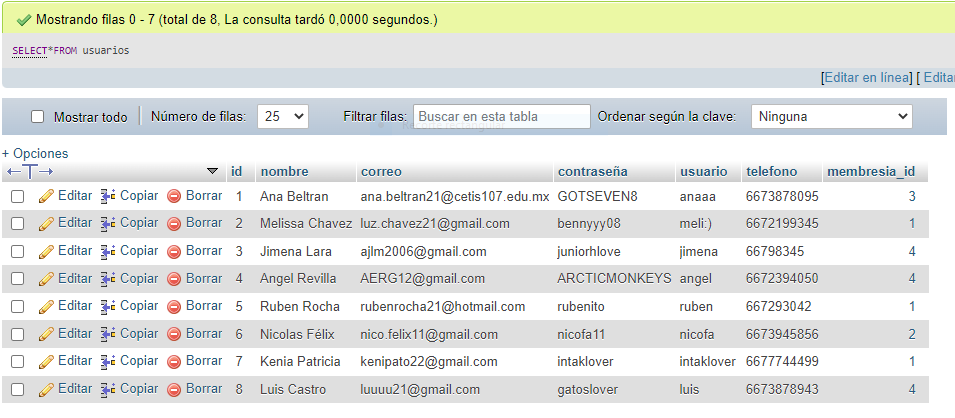 Mostrando filas 0 - 7 (total de 8, La consulta tardó 0,0000 segundos.)
SELECT*FROM usuarios
[Editar en línea] [ Edita
Mostrar todo Número de filas: 25 Filtrar filas: Buscar en esta tabla Ordenar según la clave: Ninguna
+ Opciones
←T→ id nombre correo contraseña usuario telefono membresia_id
Editar Copiar Borrar 1 Ana Beltran ana.beltran21@cetis107.edu.mx GOTSEVEN8 anaaa 6673878095 3
Editar Copiar Borrar 2 Melissa Chavez luz.chavez21@gmail.com bennyyy08 meli:) 6672199345 1
Editar Copiar Borrar 3 Jimena Lara ajlm2006@gmail.com juniorhlove jimena 66798345 4
Editar Copiar Borrar 4 Angel Revilla AERG12@gmail.com ARCTICMONKEYS angel 6672394050 4
Editar Copiar Borrar 5 Ruben Rocha rubenrocha21@hotmail.com rubenito ruben 667293042 1
Editar Copiar Borrar 6 Nicolas Félix nico.felix11@gmail.com nicofa11 nicofa 6673945856 2
Editar Copiar Borrar 7 Kenia Patricia kenipato22@gmail.com intaklover intaklover 6677744499 1
Editar Copiar Borrar 8 Luis Castro luuuu21@gmail.com gatoslover luis 6673878943 4